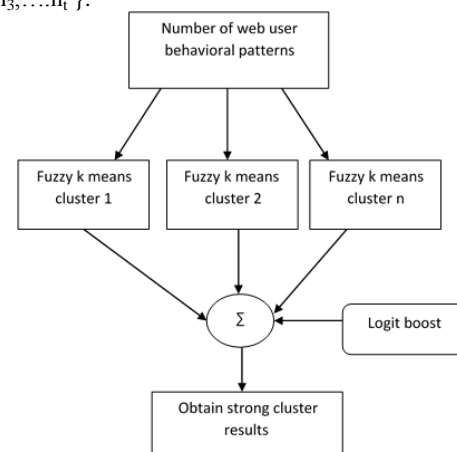 Number of web user
behavioral patterns
Fuzzy k means
cluster 1
Fuzzy k means
cluster 2
Fuzzy k means
cluster n
Σ
Logit boost
Obtain strong cluster
results